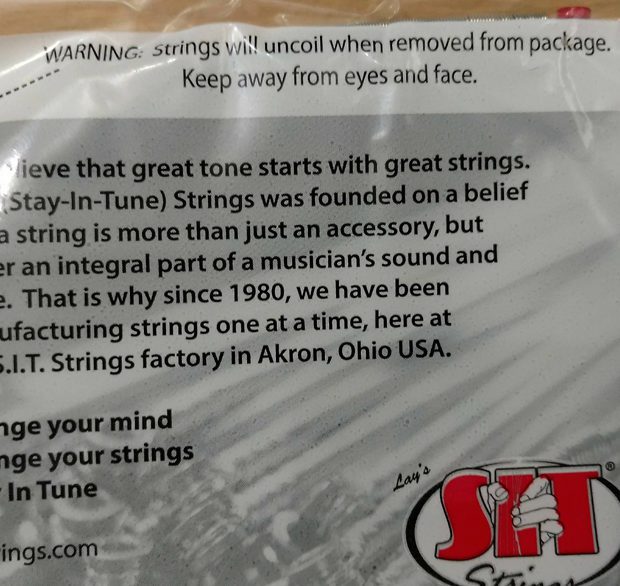 WARNING: Strings will uncoil when removed from package.
Keep away from eyes and face.
lieve that great tone starts with great strings.
(Stay-In-Tune) Strings was founded on a belief
a string is more than just an accessory, but
er an integral part of a musician's sound and
e. That is why since 1980, we have been
ufacturing strings one at a time, here at
S.I.T. Strings factory in Akron, Ohio USA.
nge your mind
nge your strings
In Tune
ings.com
Lay's
SIT®
Strings